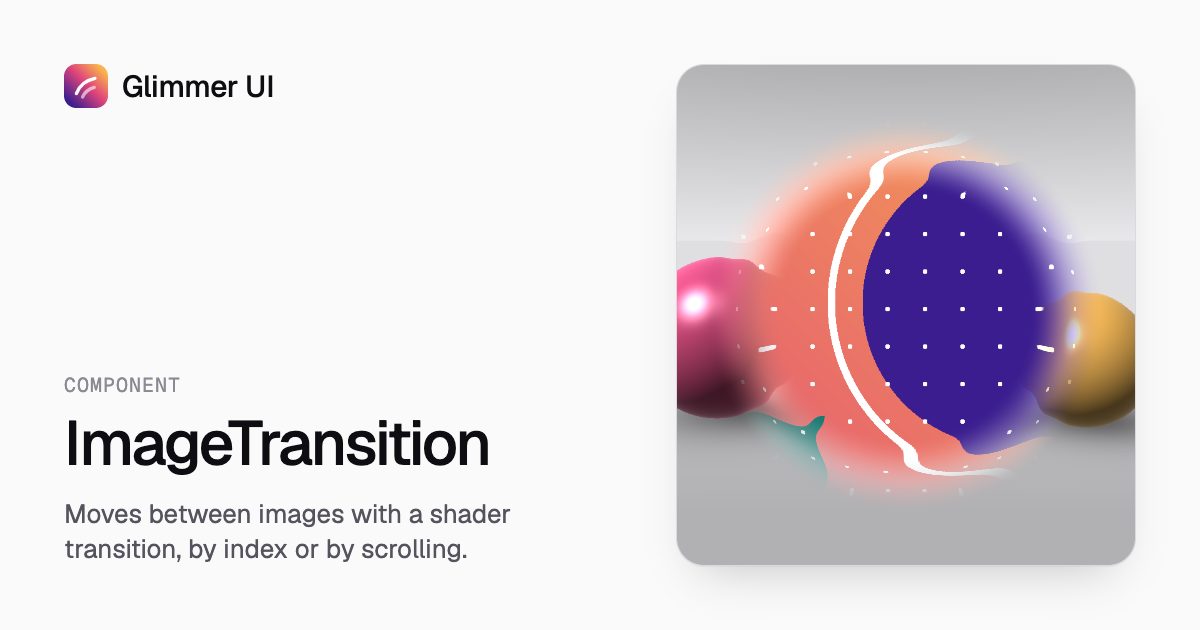 Glimmer UI
COMPONENT
ImageTransition
Moves between images with a shader
transition, by index or by scrolling.